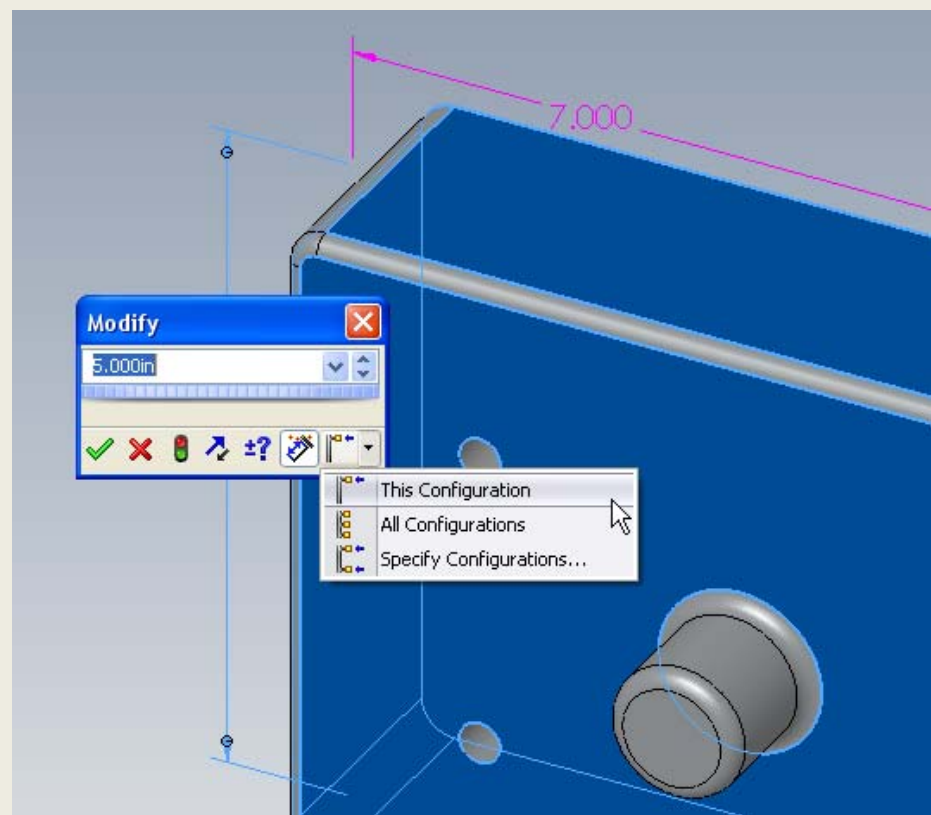 7.000
Modify
5.000in
±?
This Configuration
All Configurations
Specify Configurations...